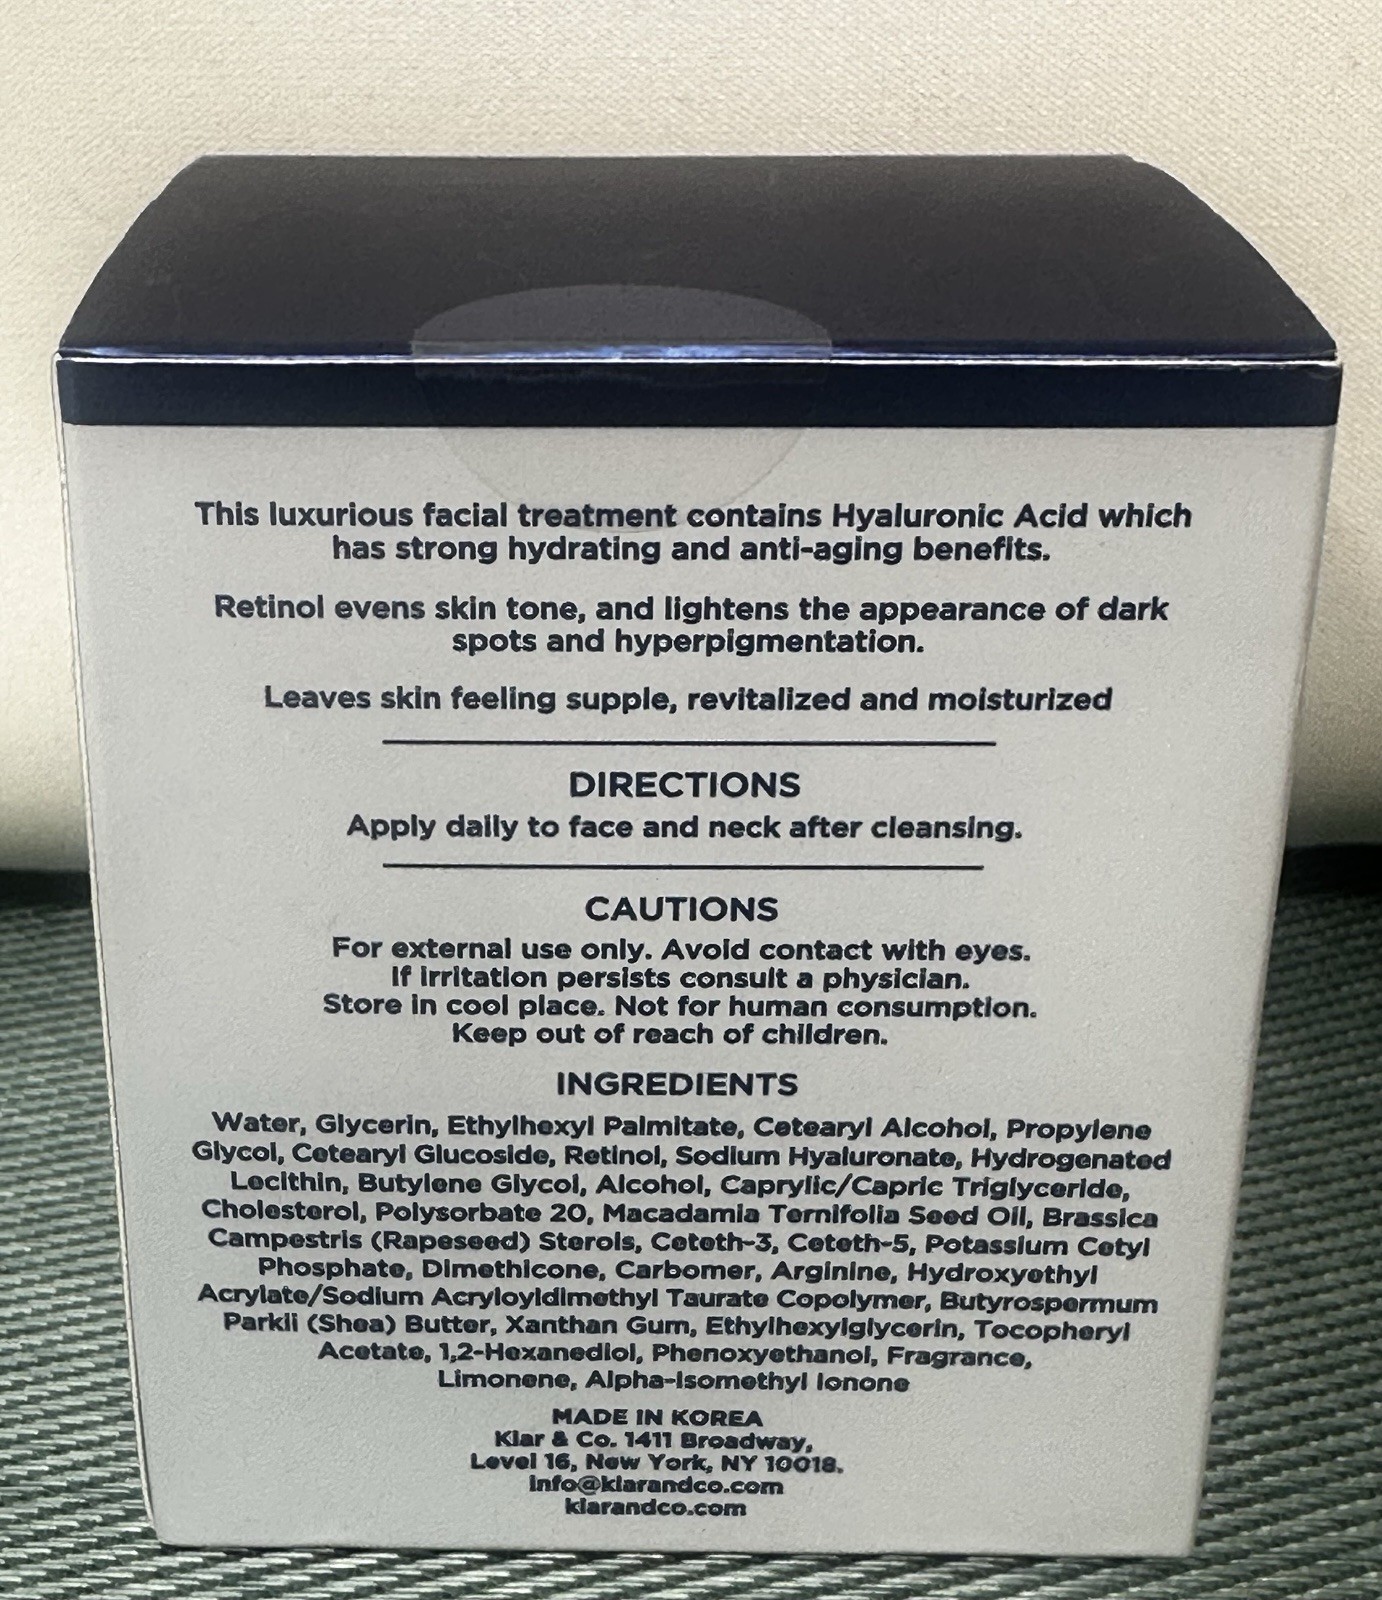 This luxurious facial treatment contains Hyaluronic Acid which
has strong hydrating and anti-aging benefits.
Retinol evens skin tone, and lightens the appearance of dark
spots and hyperpigmentation.
Leaves skin feeling supple, revitalized and moisturized
DIRECTIONS
Apply daily to face and neck after cleansing.
CAUTIONS
For external use only. Avoid contact with eyes.
If irritation persists consult a physician.
Store in cool place. Not for human consumption.
Keep out of reach of children.
INGREDIENTS
Water, Glycerin, Ethylhexyl Palmitate, Cetearyl Alcohol, Propylene
Glycol, Cetearyl Glucoside, Retinol, Sodium Hyaluronate, Hydrogenated
Lecithin, Butylene Glycol, Alcohol, Caprylic/Capric Triglyceride,
Cholesterol, Polysorbate 20, Macadamia Ternifolia Seed Oil, Brassica
Campestris (Rapeseed) Sterols, Ceteth-3, Ceteth-5, Potassium Cetyl
Phosphate, Dimethicone, Carbomer, Arginine, Hydroxyethyl
Acrylate/Sodium Acryloyldimethyl Taurate Copolymer, Butyrospermum
Parkii (Shea) Butter, Xanthan Gum, Ethylhexylglycerin, Tocopheryl
Acetate, 1,2-Hexanediol, Phenoxyethanol, Fragrance,
Limonene, Alpha-Isomethyl Ionone
MADE IN KOREA
Klar & Co. 1411 Broadway,
Level 16, New York, NY 10018.
info@klarandco.com
klarandco.com